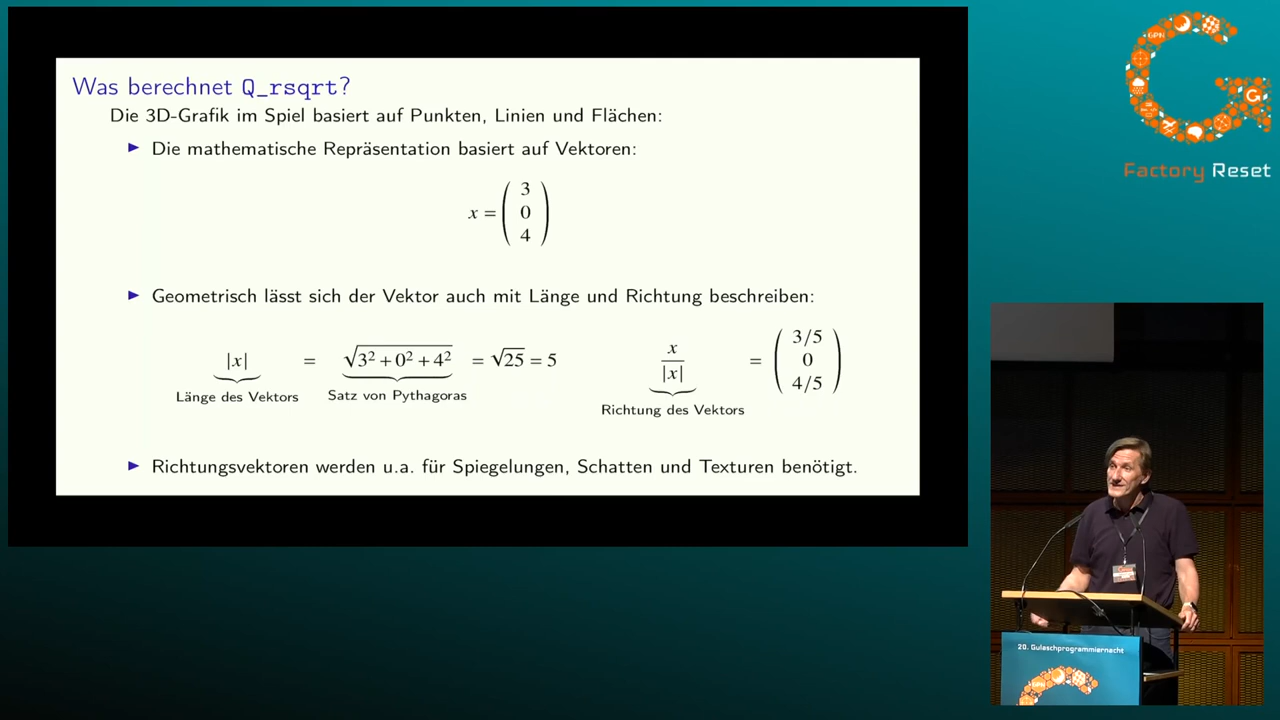 Was berechnet Q_rsqrt?
Die 3D-Grafik im Spiel basiert auf Punkten, Linien und Flächen:
▶ Die mathematische Repräsentation basiert auf Vektoren:
x = ( 3 0 4 )
▶ Geometrisch lässt sich der Vektor auch mit Länge und Richtung beschreiben:
|x| = √(3² + 0² + 4²) = √25 = 5
Länge des Vektors
Satz von Pythagoras
x/|x| = ( 3/5 0 4/5 )
Richtung des Vektors
▶ Richtungsvektoren werden u.a. für Spiegelungen, Schatten und Texturen benötigt.
GPN
Factory Reset
20. Gulaschprogrammiernacht